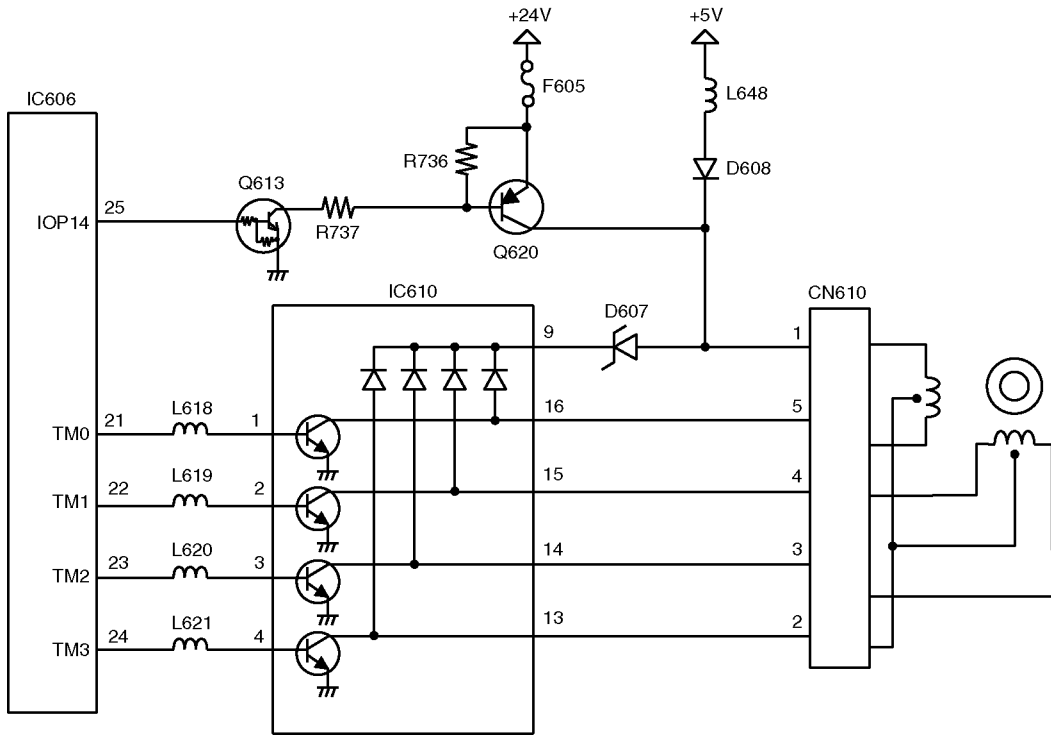 +24V
+5V
F605
L648
IC606
R736
D608
Q613
25
IOP14
R737
Q620
IC610
CN610
D607
9
1
L618
16
5
21
1
TM0
L619
15
4
22
2
TM1
L620
14
3
23
3
TM2
L621
13
2
24
4
TM3